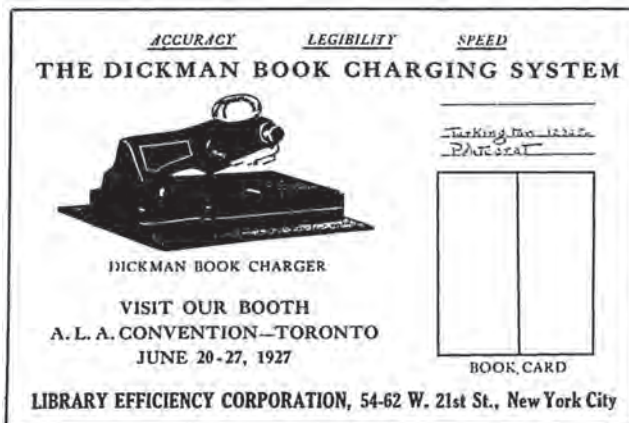 ACCURACY LEGIBILITY SPEED
THE DICKMAN BOOK CHARGING SYSTEM
DICKMAN BOOK CHARGER
VISIT OUR BOOTH
A. L. A. CONVENTION—TORONTO
JUNE 20-27, 1927
BOOK CARD
LIBRARY EFFICIENCY CORPORATION, 54-62 W. 21st St., New York City